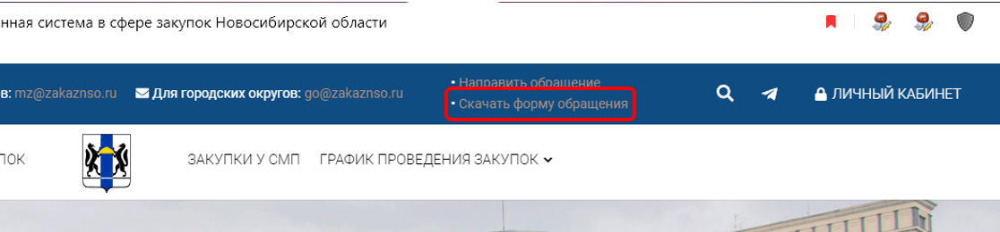 нная система в сфере закупок Новосибирской области
в: mz@zakaznso.ru Для городских округов: go@zakaznso.ru
• Направить обращение
• Скачать форму обращения
ЛИЧНЫЙ КАБИНЕТ
ПОК ЗАКУПКИ У СМП ГРАФИК ПРОВЕДЕНИЯ ЗАКУПОК